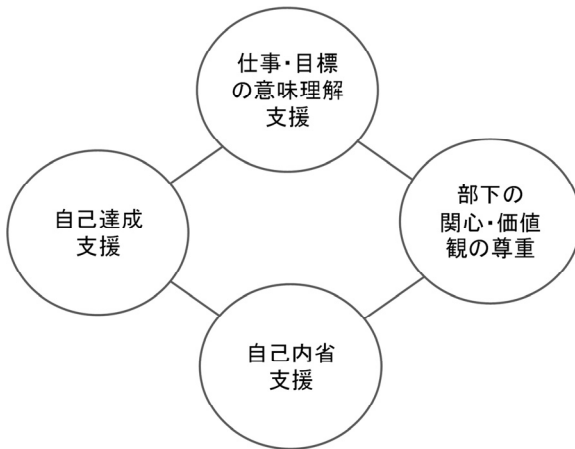 仕事・目標
の意味理解
支援
部下の
関心・価値
観の尊重
自己達成
支援
自己内省
支援